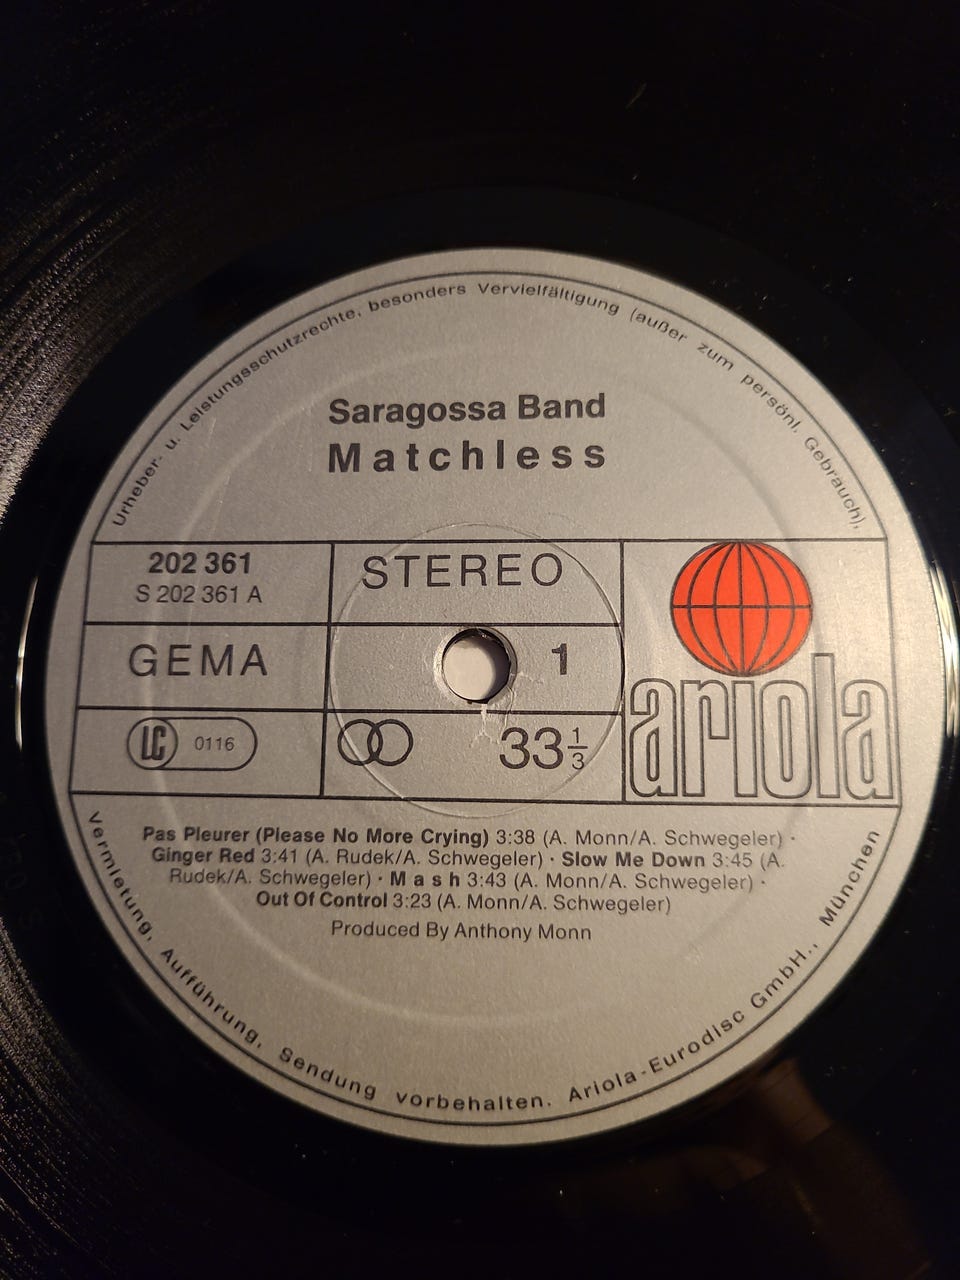 Urheber- u. Leistungsschutzrechte, besonders Vervielfältigung (außer zum persönl. Gebrauch),
Saragossa Band
Matchless
202 361
S 202 361 A
STEREO
GEMA
1
LC 0116
33 1/3
ariola
Pas Pleurer (Please No More Crying) 3:38 (A. Monn/A. Schwegeler) ·
Ginger Red 3:41 (A. Rudek/A. Schwegeler) · Slow Me Down 3:45 (A.
Rudek/A. Schwegeler) · Mash 3:43 (A. Monn/A. Schwegeler) ·
Out Of Control 3:23 (A. Monn/A. Schwegeler)
Produced By Anthony Monn
Vermietung, Aufführung, Sendung vorbehalten. Ariola-Eurodisc GmbH., München